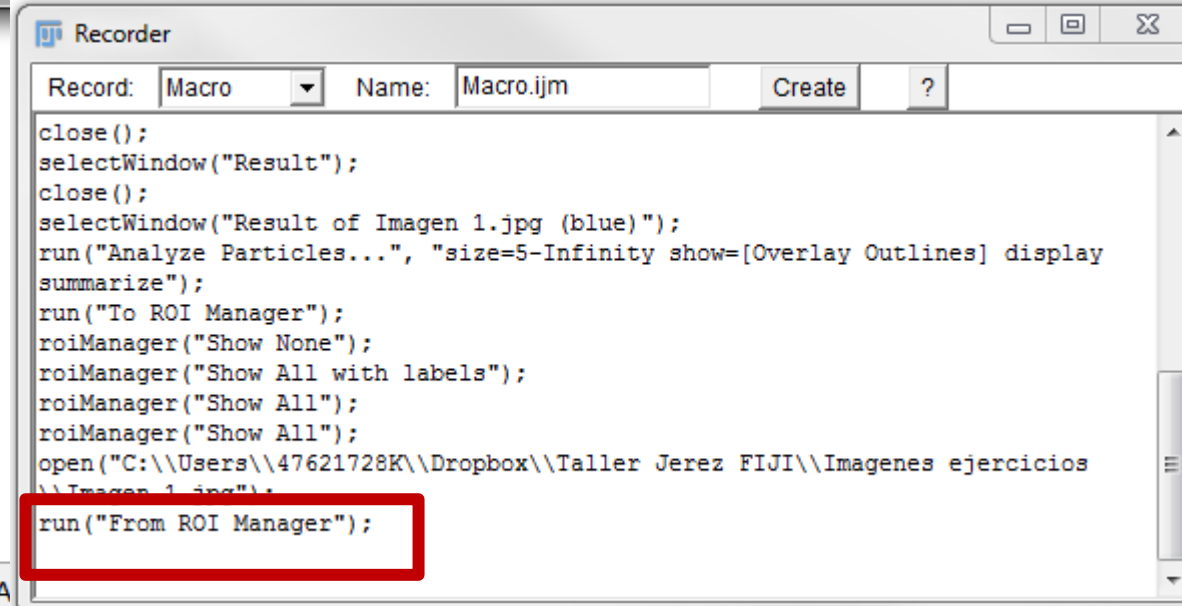 Recorder
Record: Macro Name: Macro.ijm Create ?
close();
selectWindow("Result");
close();
selectWindow("Result of Imagen 1.jpg (blue)");
run("Analyze Particles...", "size=5-Infinity show=[Overlay Outlines] display
summarize");
run("To ROI Manager");
roiManager("Show None");
roiManager("Show All with labels");
roiManager("Show All");
roiManager("Show All");
open("C:\\Users\\47621728K\\Dropbox\\Taller Jerez FIJI\\Imagenes ejercicios
\\Imagen 1.jpg");
run("From ROI Manager");
A